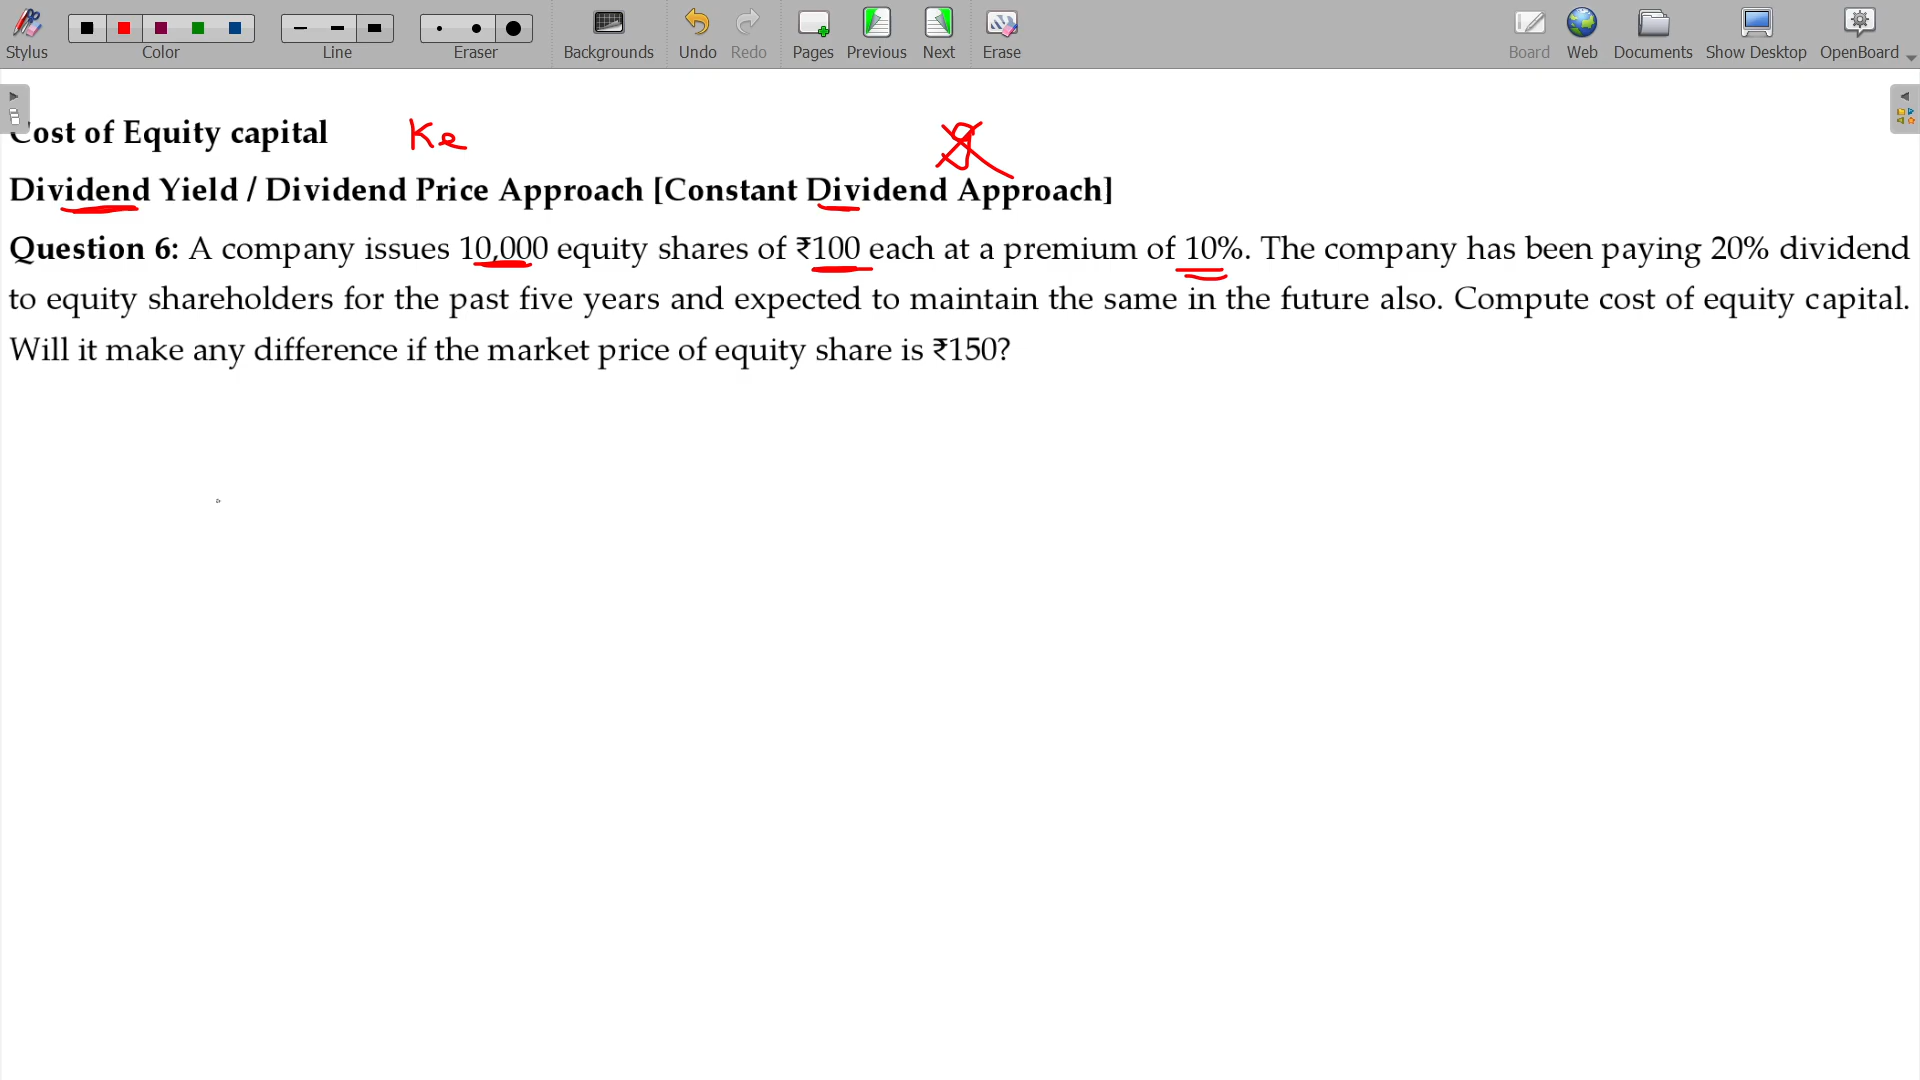 Stylus Color Line Eraser Backgrounds Undo Redo Pages Previous Next Erase Board Web Documents Show Desktop OpenBoard
Cost of Equity capital Ke g
Dividend Yield / Dividend Price Approach [Constant Dividend Approach]
Question 6: A company issues 10,000 equity shares of ₹100 each at a premium of 10%. The company has been paying 20% dividend
to equity shareholders for the past five years and expected to maintain the same in the future also. Compute cost of equity capital.
Will it make any difference if the market price of equity share is ₹150?